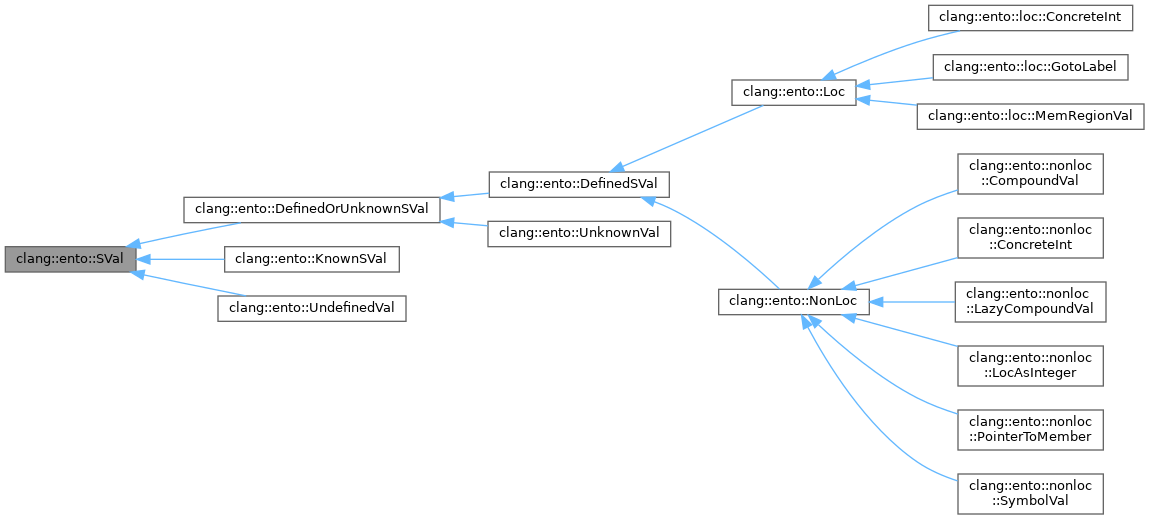 clang::ento::loc::ConcreteInt
clang::ento::loc::GotoLabel
clang::ento::Loc
clang::ento::loc::MemRegionVal
clang::ento::nonloc
::CompoundVal
clang::ento::DefinedSVal
clang::ento::DefinedOrUnknownSVal
clang::ento::UnknownVal
clang::ento::nonloc
::ConcreteInt
clang::ento::SVal
clang::ento::KnownSVal
clang::ento::NonLoc
clang::ento::nonloc
::LazyCompoundVal
clang::ento::UndefinedVal
clang::ento::nonloc
::LocAsInteger
clang::ento::nonloc
::PointerToMember
clang::ento::nonloc
::SymbolVal